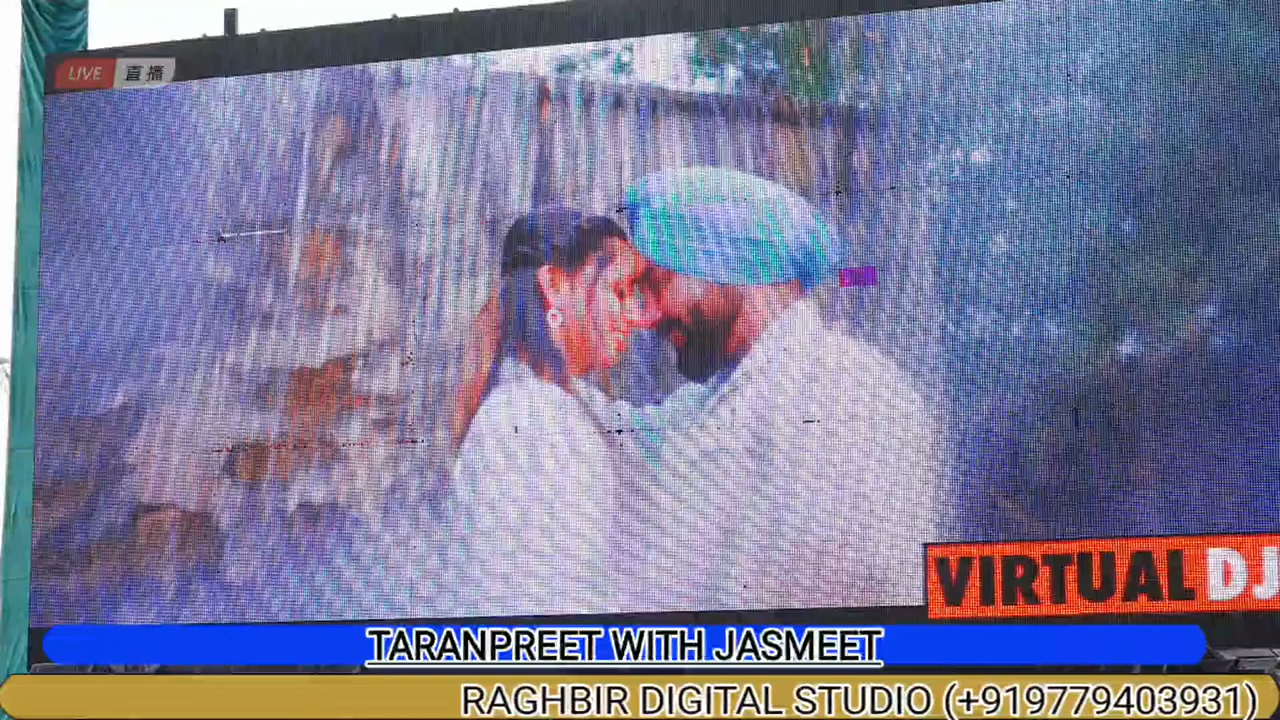 LIVE 直播
VIRTUAL DJ
TARANPREET WITH JASMEET
RAGHBIR DIGITAL STUDIO (+919779403931)